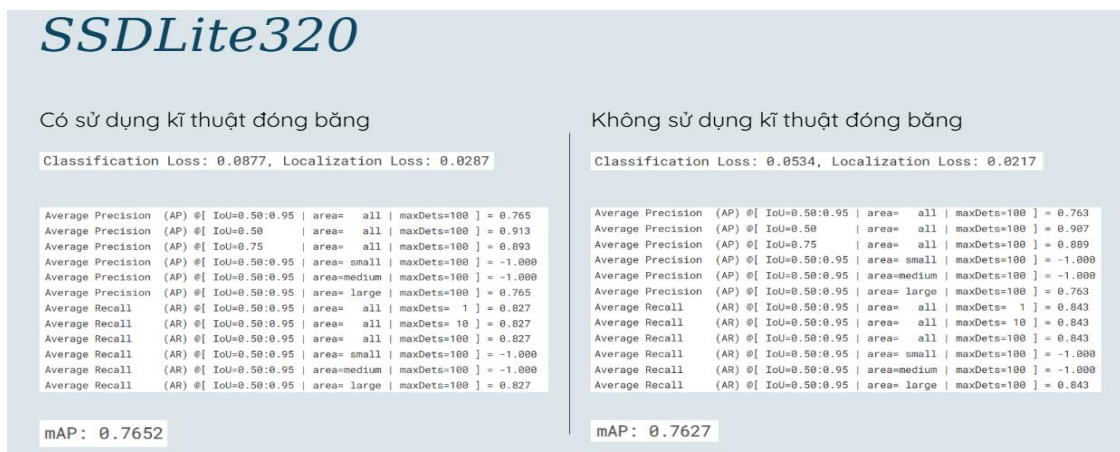 SSDLite320
Có sử dụng kĩ thuật đóng băng
Classification Loss: 0.0877, Localization Loss: 0.0287
Average Precision (AP) @[ IoU=0.50:0.95 | area= all | maxDets=100 ] = 0.765
Average Precision (AP) @[ IoU=0.50 | area= all | maxDets=100 ] = 0.913
Average Precision (AP) @[ IoU=0.75 | area= all | maxDets=100 ] = 0.893
Average Precision (AP) @[ IoU=0.50:0.95 | area= small | maxDets=100 ] = -1.000
Average Precision (AP) @[ IoU=0.50:0.95 | area=medium | maxDets=100 ] = -1.000
Average Precision (AP) @[ IoU=0.50:0.95 | area= large | maxDets=100 ] = 0.765
Average Recall (AR) @[ IoU=0.50:0.95 | area= all | maxDets= 1 ] = 0.827
Average Recall (AR) @[ IoU=0.50:0.95 | area= all | maxDets= 10 ] = 0.827
Average Recall (AR) @[ IoU=0.50:0.95 | area= all | maxDets=100 ] = 0.827
Average Recall (AR) @[ IoU=0.50:0.95 | area= small | maxDets=100 ] = -1.000
Average Recall (AR) @[ IoU=0.50:0.95 | area=medium | maxDets=100 ] = -1.000
Average Recall (AR) @[ IoU=0.50:0.95 | area= large | maxDets=100 ] = 0.827
mAP: 0.7652
Không sử dụng kĩ thuật đóng băng
Classification Loss: 0.0534, Localization Loss: 0.0217
Average Precision (AP) @[ IoU=0.50:0.95 | area= all | maxDets=100 ] = 0.763
Average Precision (AP) @[ IoU=0.50 | area= all | maxDets=100 ] = 0.907
Average Precision (AP) @[ IoU=0.75 | area= all | maxDets=100 ] = 0.889
Average Precision (AP) @[ IoU=0.50:0.95 | area= small | maxDets=100 ] = -1.000
Average Precision (AP) @[ IoU=0.50:0.95 | area=medium | maxDets=100 ] = -1.000
Average Precision (AP) @[ IoU=0.50:0.95 | area= large | maxDets=100 ] = 0.763
Average Recall (AR) @[ IoU=0.50:0.95 | area= all | maxDets= 1 ] = 0.843
Average Recall (AR) @[ IoU=0.50:0.95 | area= all | maxDets= 10 ] = 0.843
Average Recall (AR) @[ IoU=0.50:0.95 | area= all | maxDets=100 ] = 0.843
Average Recall (AR) @[ IoU=0.50:0.95 | area= small | maxDets=100 ] = -1.000
Average Recall (AR) @[ IoU=0.50:0.95 | area=medium | maxDets=100 ] = -1.000
Average Recall (AR) @[ IoU=0.50:0.95 | area= large | maxDets=100 ] = 0.843
mAP: 0.7627